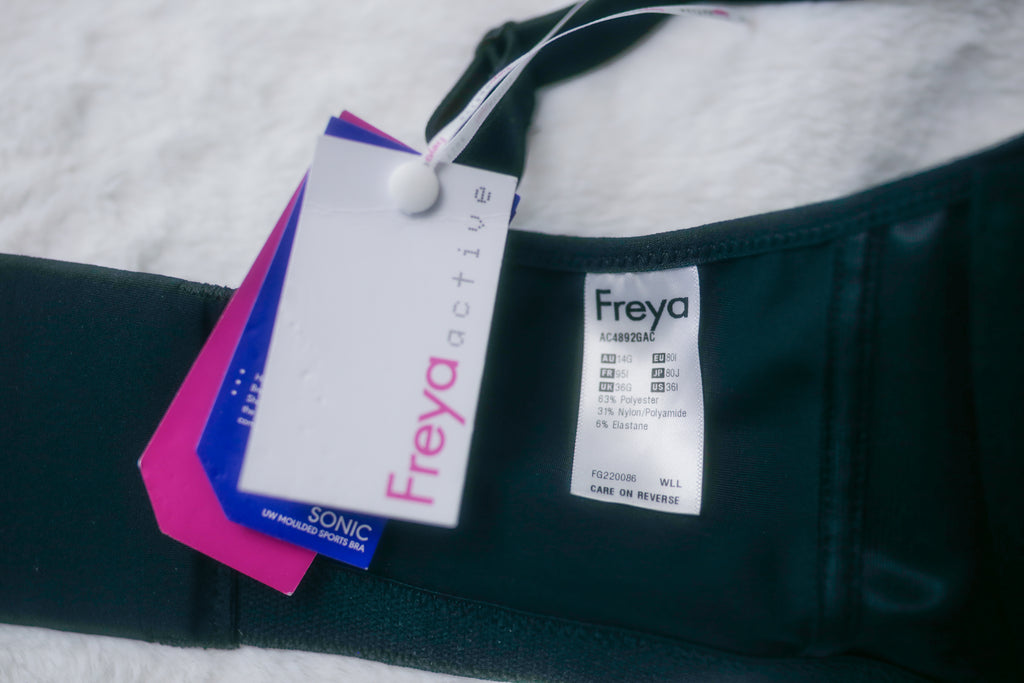 Freya active
SONIC
UW MOULDED SPORTS BRA
Freya
AC4892GAC
AU 14G EU 80I
FR 95I JP 80J
UK 36G US 36I
63% Polyester
31% Nylon/Polyamide
6% Elastane
FG220086 WLL
CARE ON REVERSE